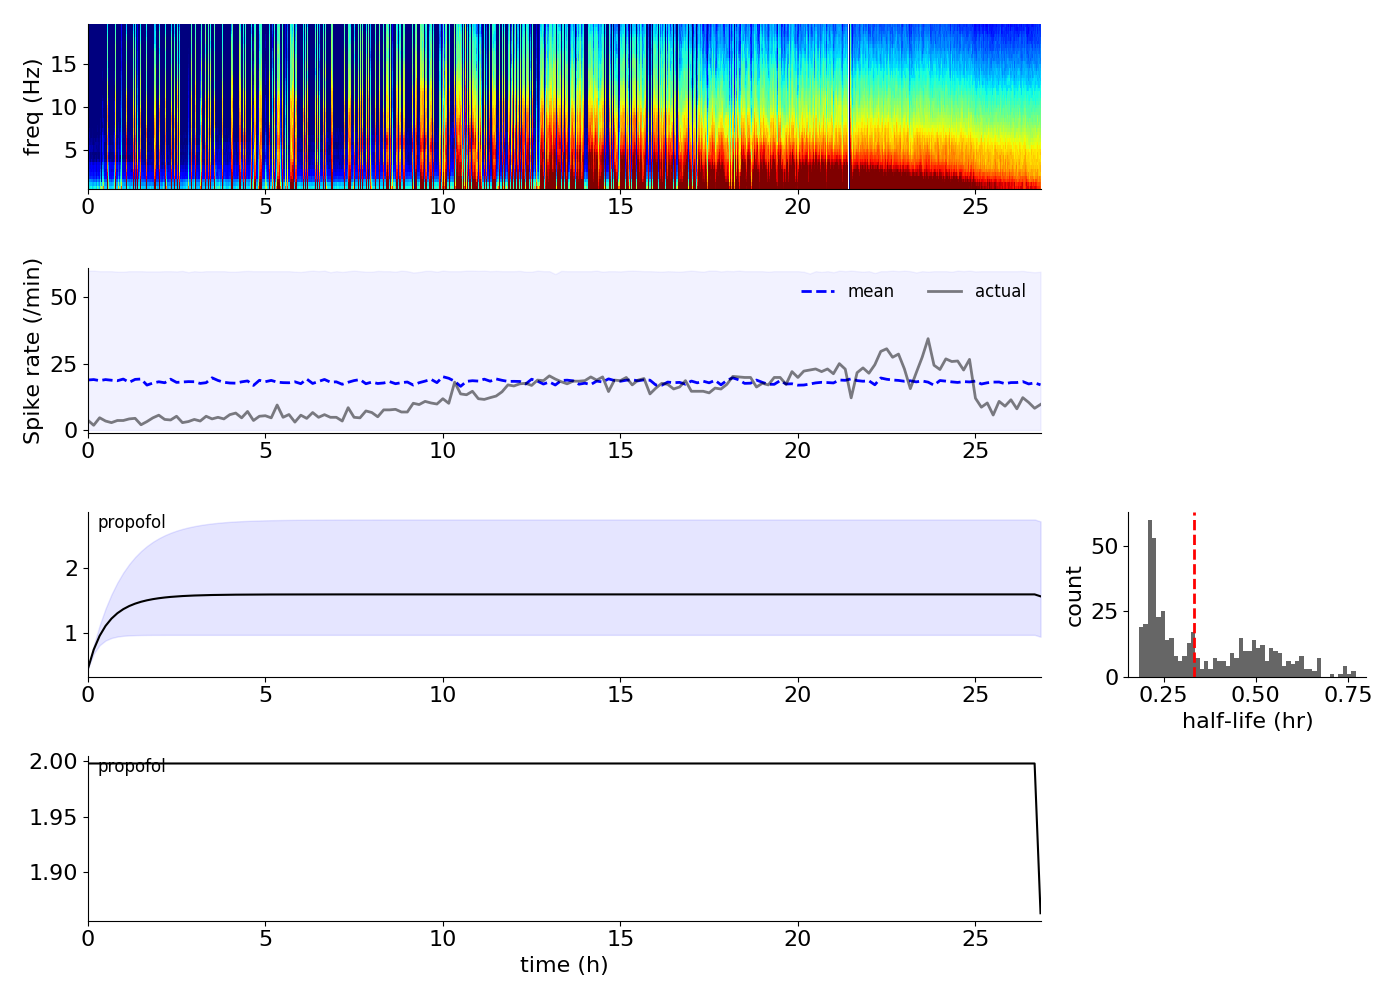 freq (Hz)
15
10
5
0 5 10 15 20 25
Spike rate (/min)
50
25
0
mean actual
0 5 10 15 20 25
propofol
2
1
0 5 10 15 20 25
count
50
25
0
0.25 0.50 0.75
half-life (hr)
propofol
2.00
1.95
1.90
0 5 10 15 20 25
time (h)